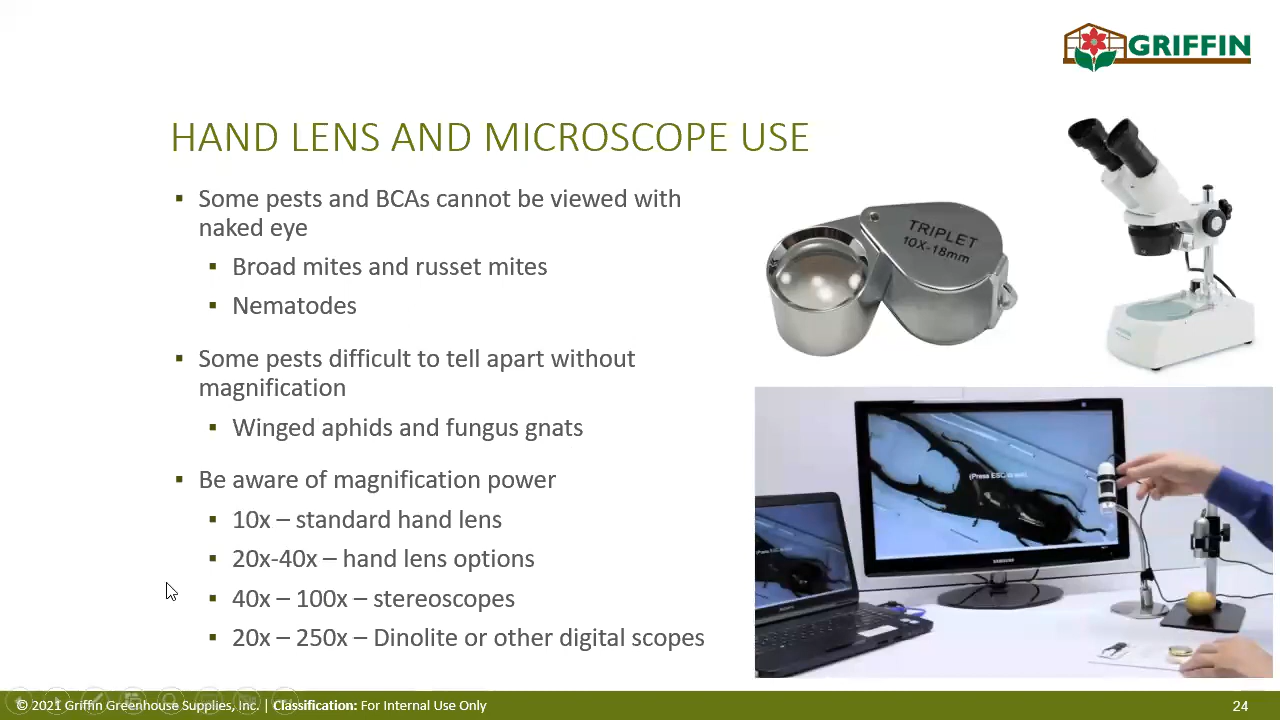 GRIFFIN
HAND LENS AND MICROSCOPE USE
▪ Some pests and BCAs cannot be viewed with
naked eye
▪ Broad mites and russet mites
▪ Nematodes
▪ Some pests difficult to tell apart without
magnification
▪ Winged aphids and fungus gnats
▪ Be aware of magnification power
▪ 10x – standard hand lens
▪ 20x-40x – hand lens options
▪ 40x – 100x – stereoscopes
▪ 20x – 250x – Dinolite or other digital scopes
TRIPLET
10X-18mm
SAMSUNG
© 2021 Griffin Greenhouse Supplies, Inc. | Classification: For Internal Use Only
24